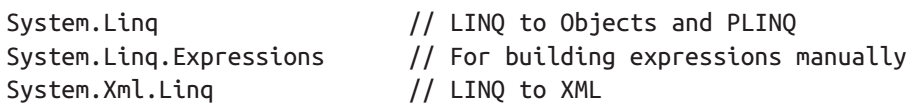 System.Linq // LINQ to Objects and PLINQ
System.Linq.Expressions // For building expressions manually
System.Xml.Linq // LINQ to XML